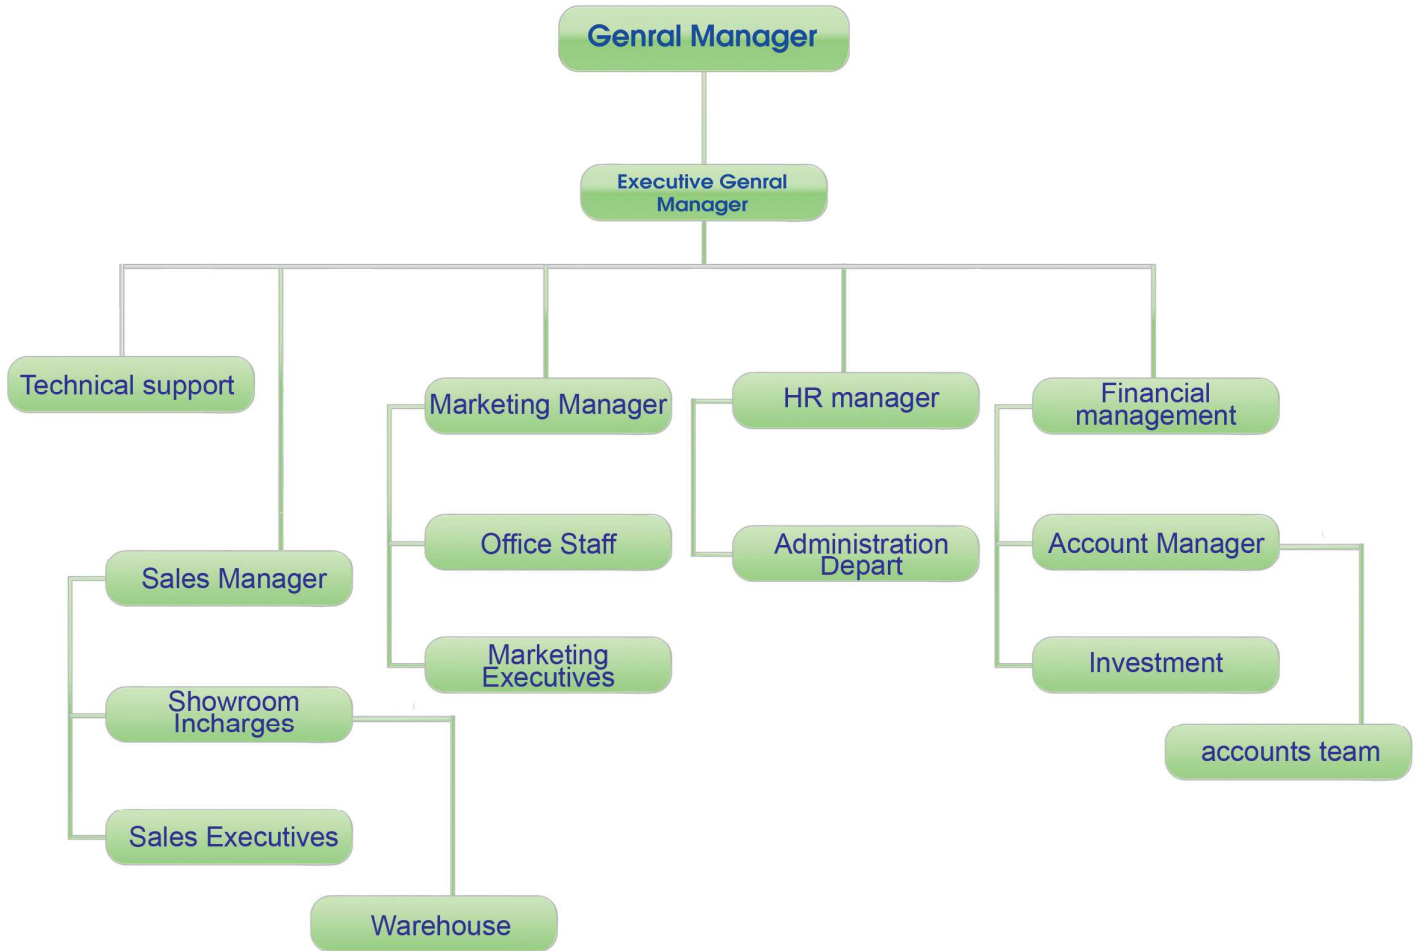 Genral Manager
Executive Genral
Manager
Technical support
Marketing Manager
HR manager
Financial
management
Sales Manager
Office Staff
Administration
Depart
Account Manager
Showroom
Incharges
Marketing
Executives
Investment
Sales Executives
accounts team
Warehouse